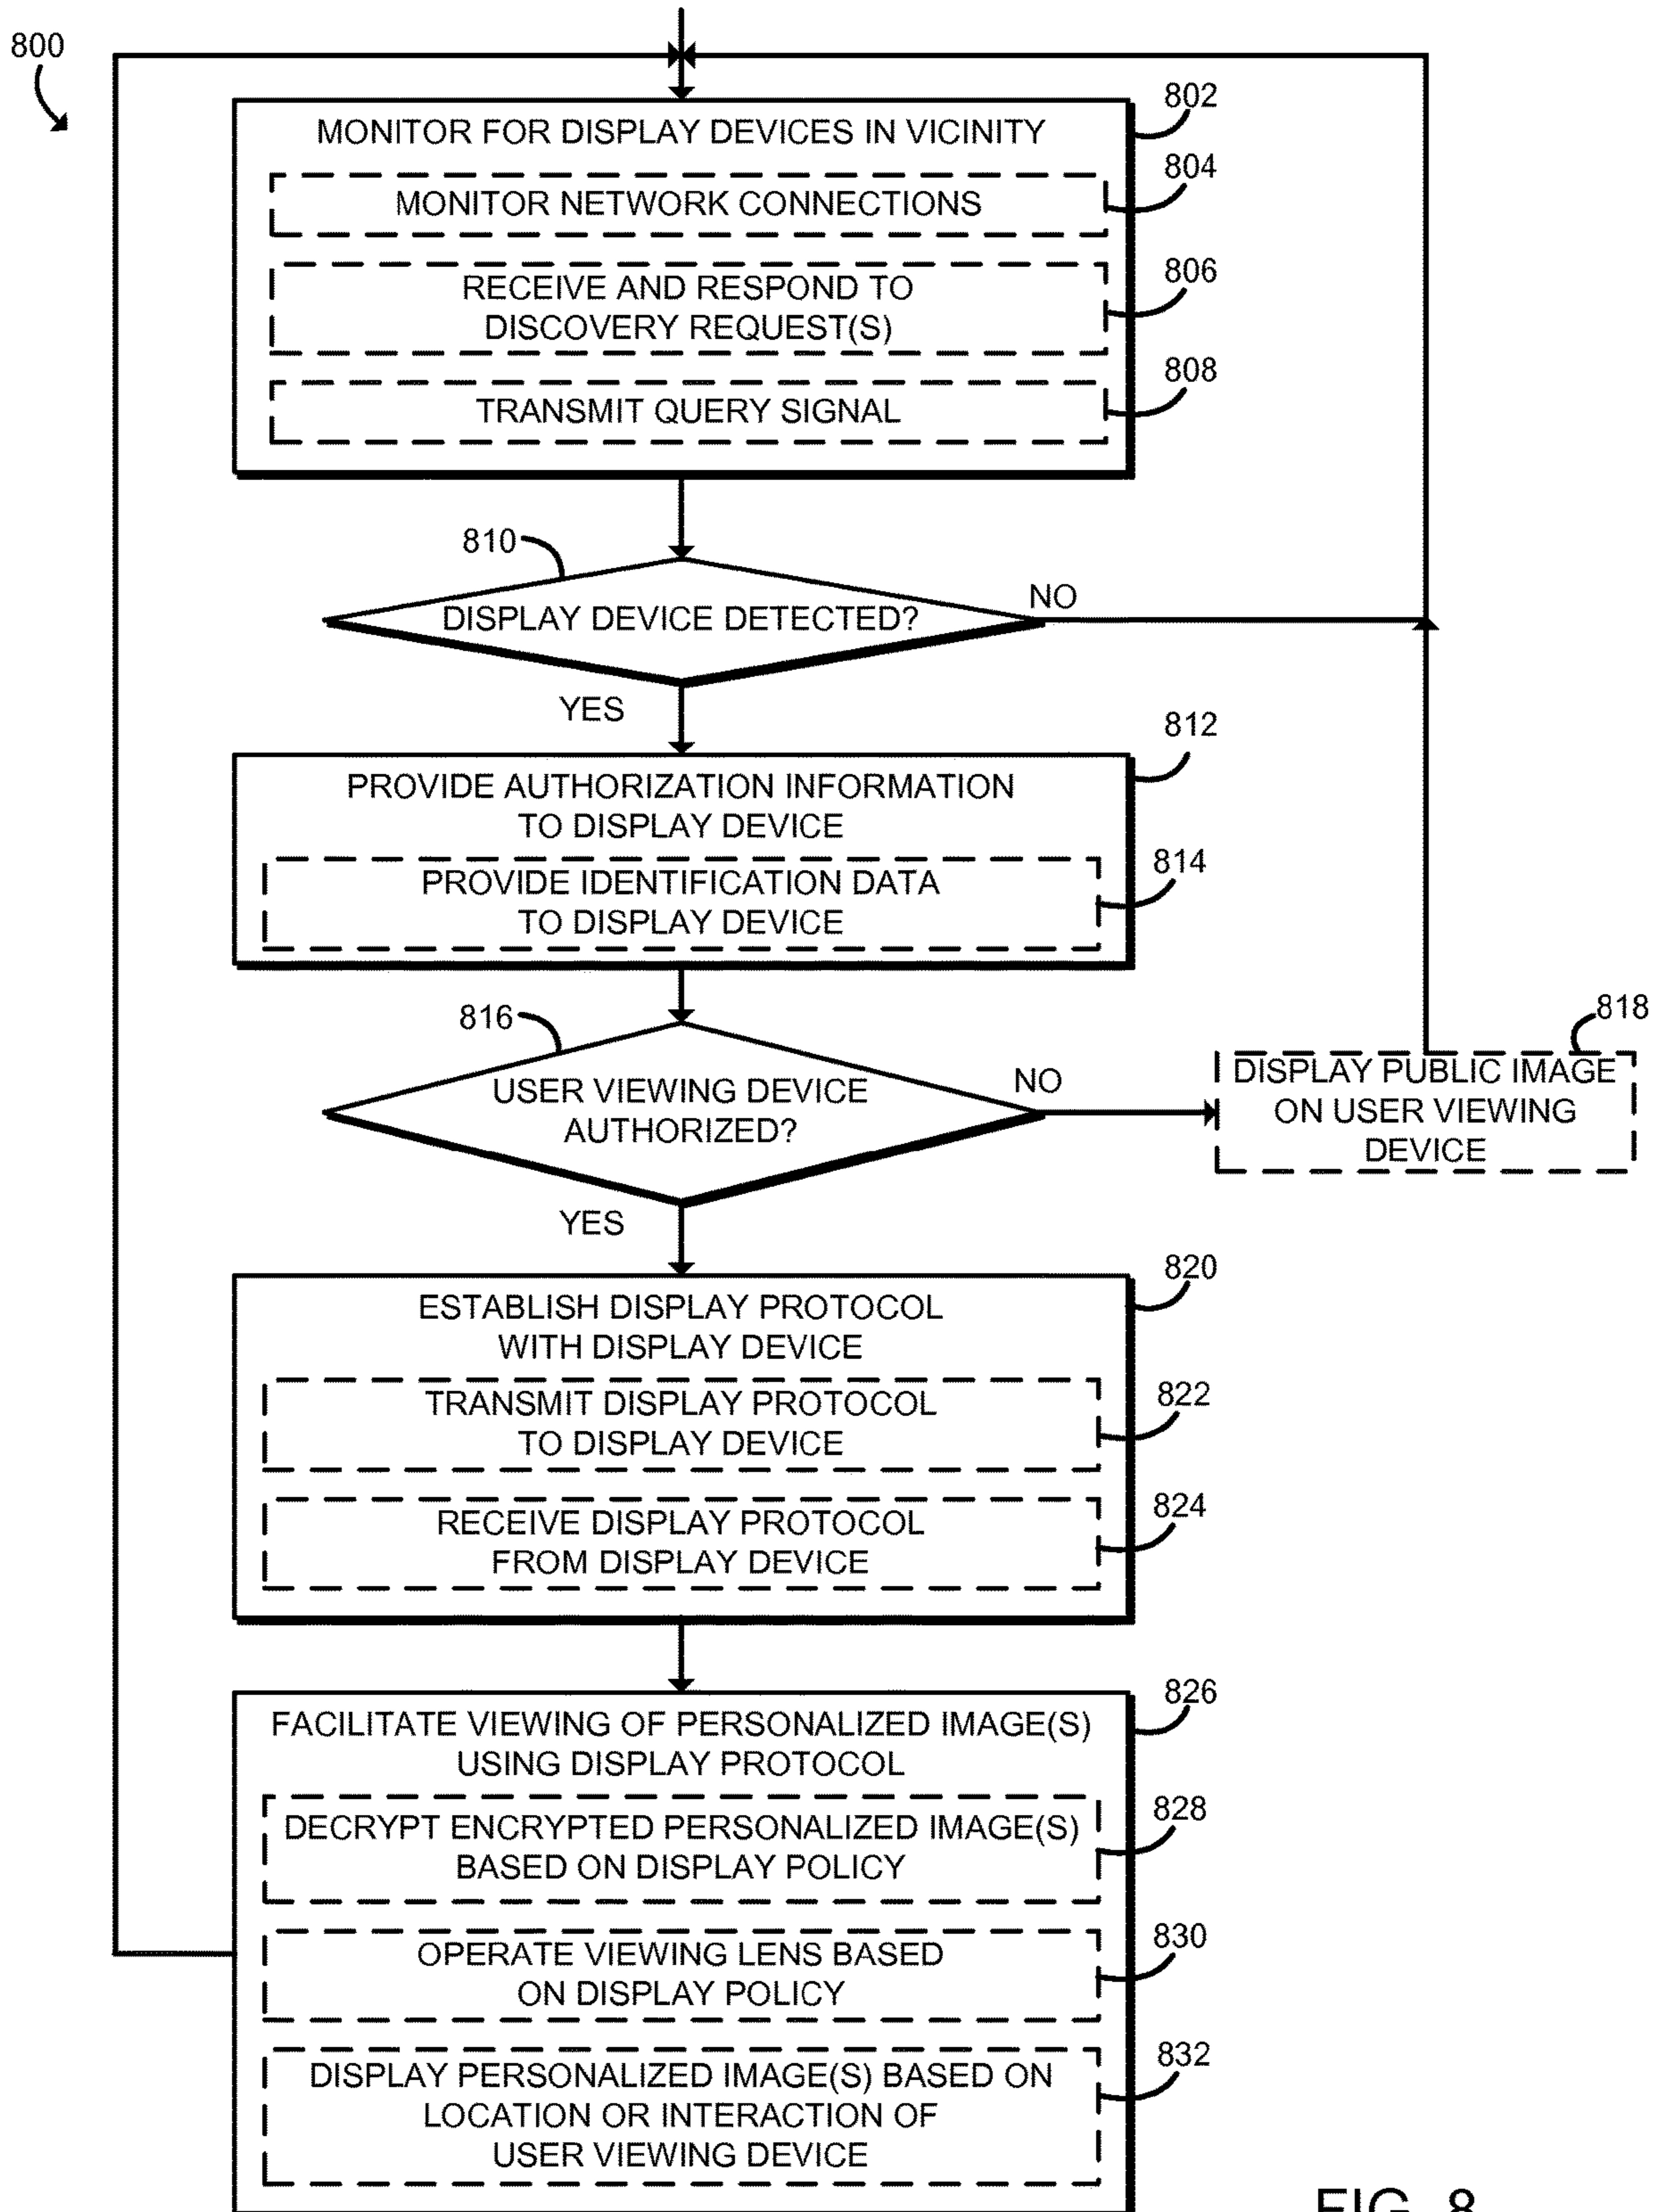 800
802
MONITOR FOR DISPLAY DEVICES IN VICINITY
804
MONITOR NETWORK CONNECTIONS
806
RECEIVE AND RESPOND TO
DISCOVERY REQUEST(S)
808
TRANSMIT QUERY SIGNAL
810
DISPLAY DEVICE DETECTED?
NO
YES
812
PROVIDE AUTHORIZATION INFORMATION
TO DISPLAY DEVICE
814
PROVIDE IDENTIFICATION DATA
TO DISPLAY DEVICE
816
USER VIEWING DEVICE
AUTHORIZED?
NO
818
DISPLAY PUBLIC IMAGE
ON USER VIEWING
DEVICE
YES
820
ESTABLISH DISPLAY PROTOCOL
WITH DISPLAY DEVICE
822
TRANSMIT DISPLAY PROTOCOL
TO DISPLAY DEVICE
824
RECEIVE DISPLAY PROTOCOL
FROM DISPLAY DEVICE
826
FACILITATE VIEWING OF PERSONALIZED IMAGE(S)
USING DISPLAY PROTOCOL
828
DECRYPT ENCRYPTED PERSONALIZED IMAGE(S)
BASED ON DISPLAY POLICY
830
OPERATE VIEWING LENS BASED
ON DISPLAY POLICY
832
DISPLAY PERSONALIZED IMAGE(S) BASED ON
LOCATION OR INTERACTION OF
USER VIEWING DEVICE
FIG. 8